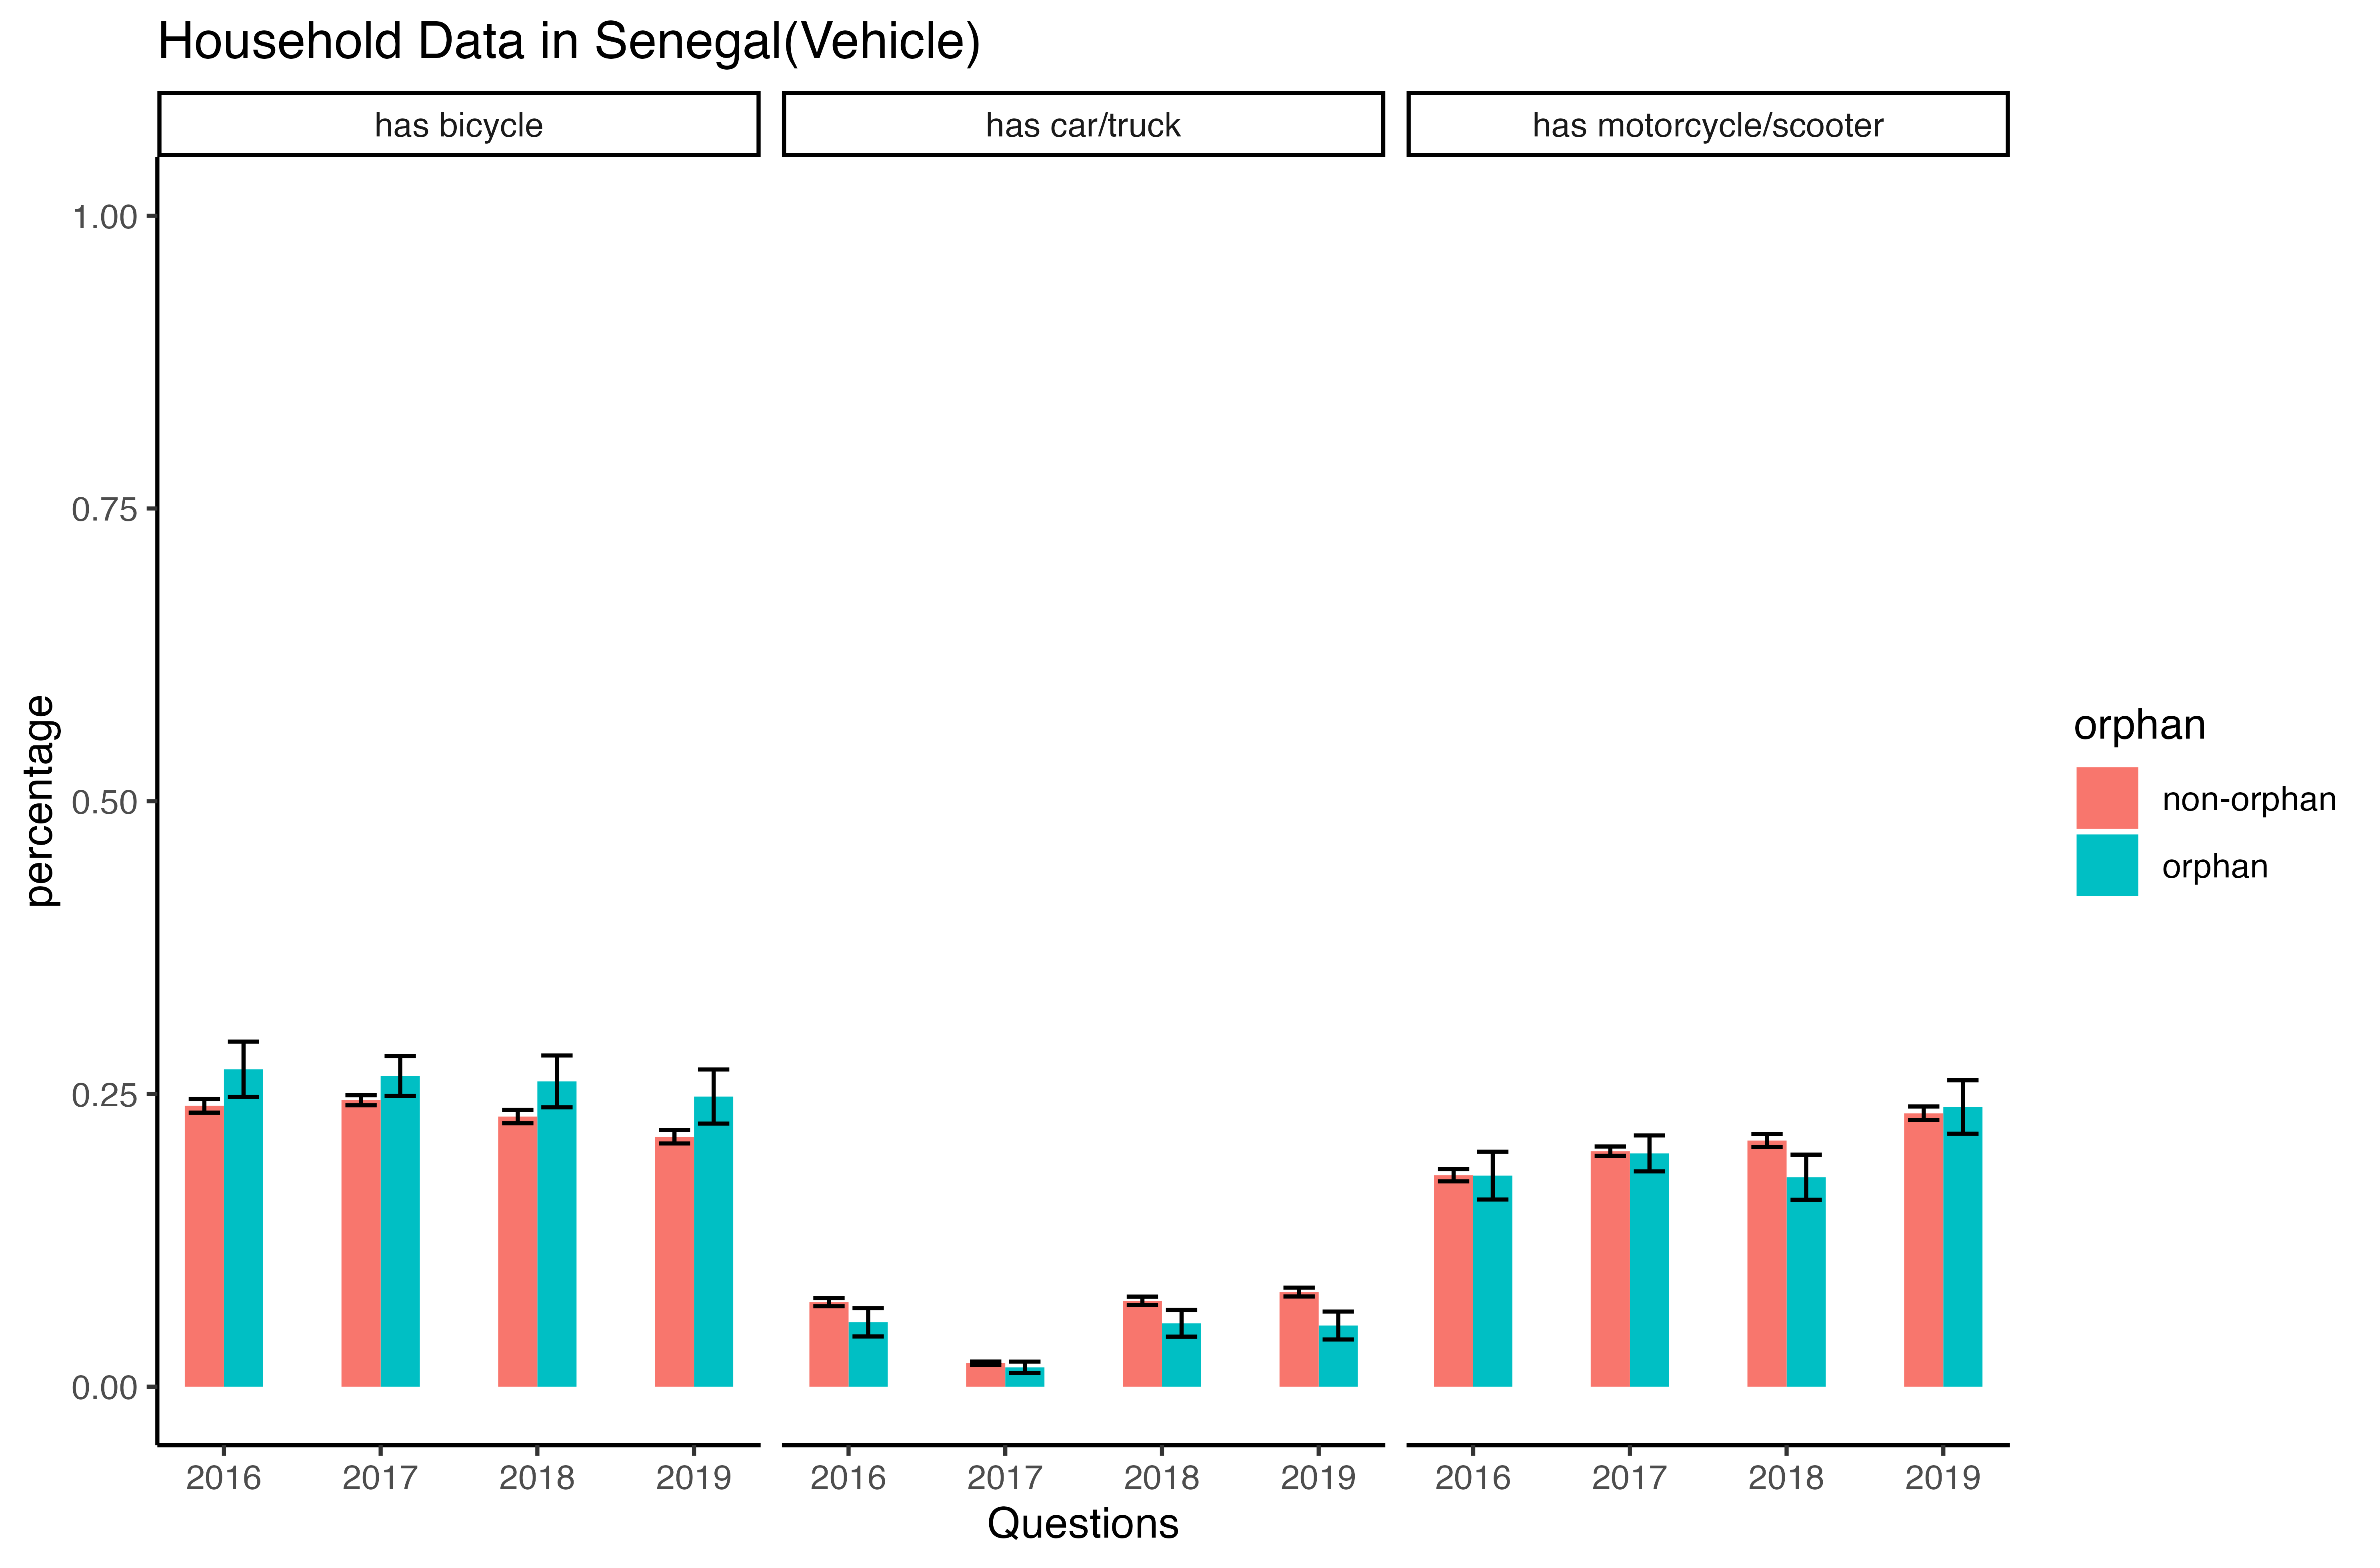 Household Data in Senegal(Vehicle)
has bicycle
has car/truck
has motorcycle/scooter
percentage
1.00
0.75
0.50
0.25
0.00
2016 2017 2018 2019
2016 2017 2018 2019
2016 2017 2018 2019
Questions
orphan
non-orphan
orphan